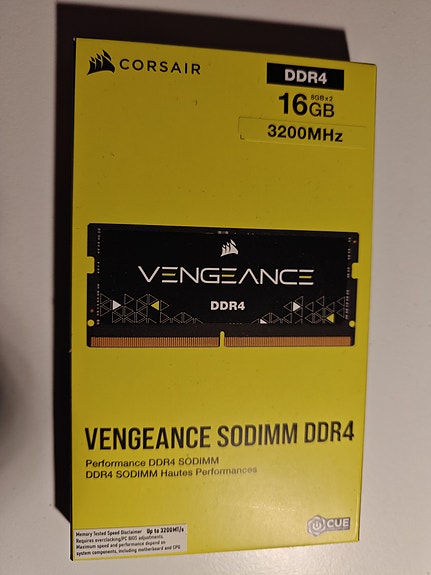 CORSAIR
DDR4
8GBx2
16GB
3200MHz
VENGEANCE
DDR4
VENGEANCE SODIMM DDR4
Performance DDR4 SODIMM
DDR4 SODIMM Hautes Performances
iCUE
Memory Tested Speed Disclaimer Up to 3200MT/s
Requires overclocking/PC BIOS adjustments.
Maximum speed and performance depend on
system components, including motherboard and CPU.